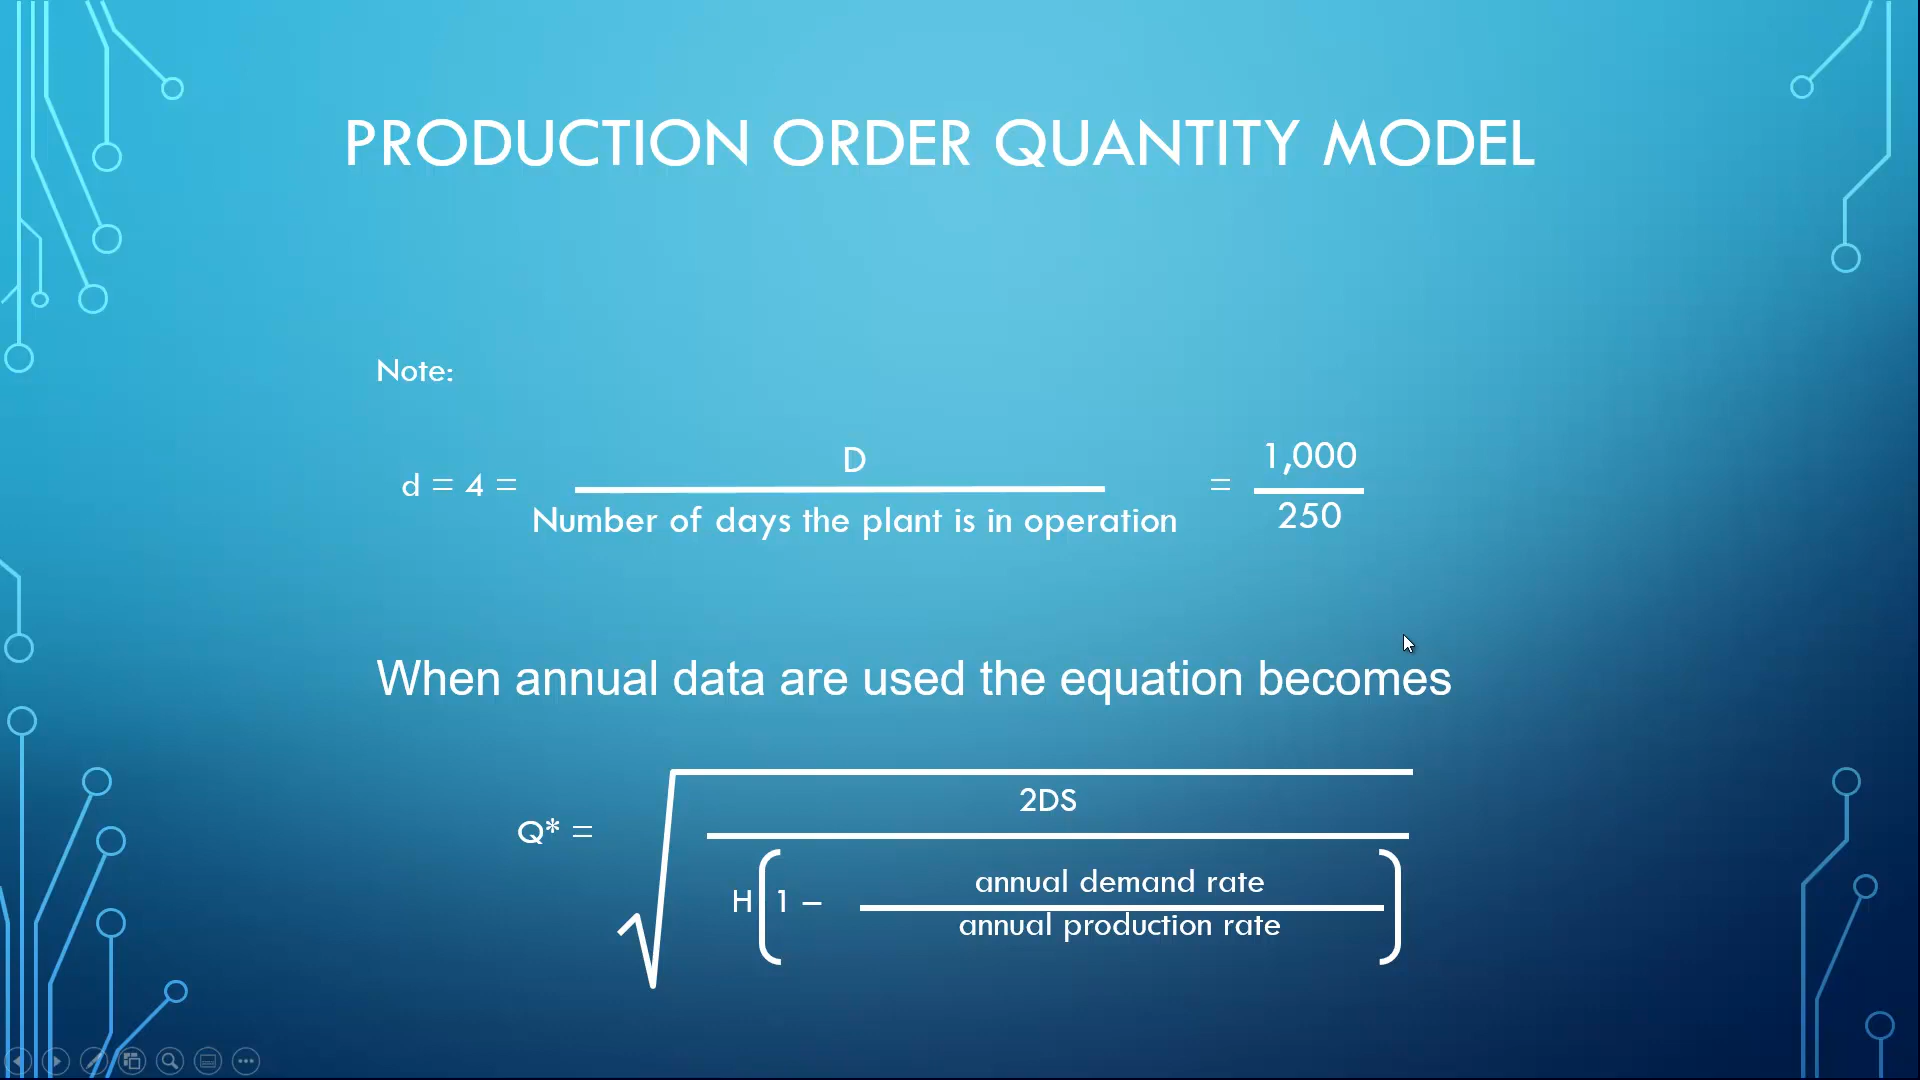 PRODUCTION ORDER QUANTITY MODEL
Note:
d = 4 =
D
Number of days the plant is in operation
=
1,000
250
When annual data are used the equation becomes
Q* =
2DS
H(1 –
annual demand rate
annual production rate
)